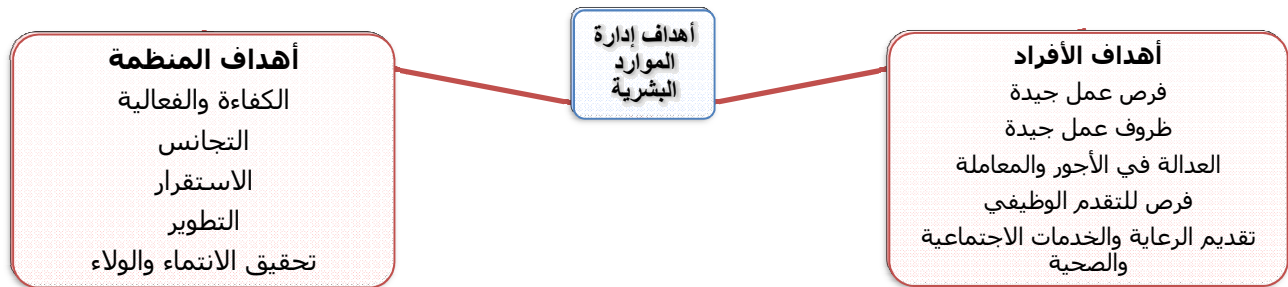 أهداف إدارة
الموارد
البشرية
أهداف الأفراد
فرص عمل جيدة
ظروف عمل جيدة
العدالة في الأجور والمعاملة
فرص للتقدم الوظيفي
تقديم الرعاية والخدمات الاجتماعية
والصحية
أهداف المنظمة
الكفاءة والفعالية
التجانس
الاستقرار
التطوير
تحقيق الانتماء والولاء